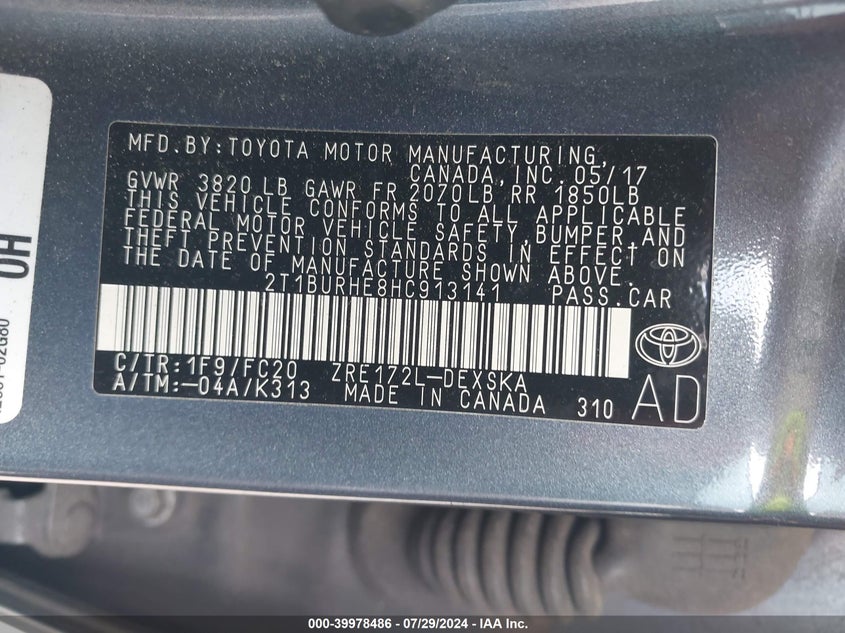 MFD. BY: TOYOTA MOTOR MANUFACTURING,
CANADA, INC. 05/17
GVWR 3820 LB GAWR FR 2070LB RR 1850LB
THIS VEHICLE CONFORMS TO ALL APPLICABLE
FEDERAL MOTOR VEHICLE SAFETY, BUMPER, AND
THEFT PREVENTION STANDARDS IN EFFECT ON
THE DATE OF MANUFACTURE SHOWN ABOVE.
2T1BURHE8HC913141 PASS.CAR
C/TR: 1F9/FC20 ZRE172L-DEXSKA
A/TM: -04A/K313 MADE IN CANADA 310
AD
OH
000-39978486 - 07/29/2024 - IAA Inc.